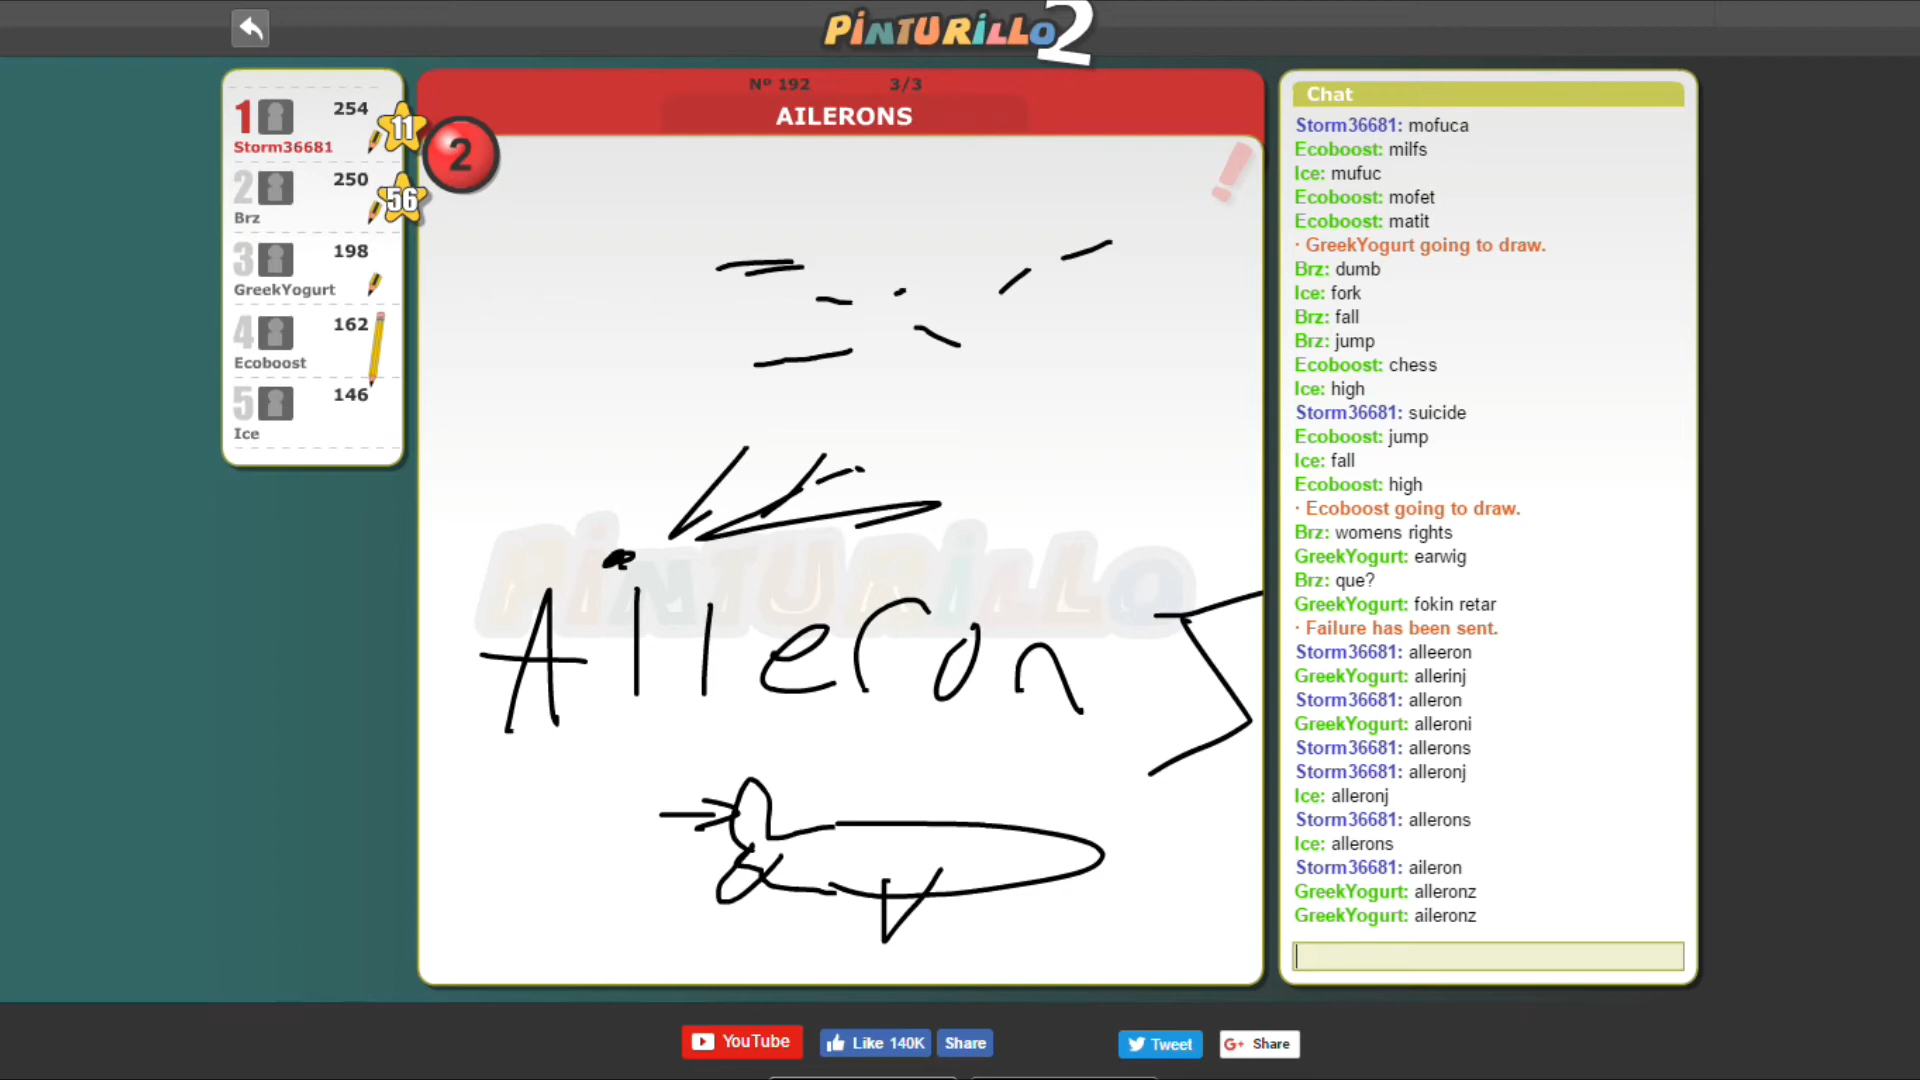 PINTURILLO 2
Nº 192 3/3
AILERONS
2
1 254 11
Storm36681
2 250 56
Brz
3 198
GreekYogurt
4 162
Ecoboost
5 146
Ice
!
PINTURILLO
Aileron
Chat
Storm36681: mofuca
Ecoboost: milfs
Ice: mufuc
Ecoboost: mofet
Ecoboost: matit
· GreekYogurt going to draw.
Brz: dumb
Ice: fork
Brz: fall
Brz: jump
Ecoboost: chess
Ice: high
Storm36681: suicide
Ecoboost: jump
Ice: fall
Ecoboost: high
· Ecoboost going to draw.
Brz: womens rights
GreekYogurt: earwig
Brz: que?
GreekYogurt: fokin retar
· Failure has been sent.
Storm36681: alleeron
GreekYogurt: allerinj
Storm36681: alleron
GreekYogurt: alleroni
Storm36681: allerons
Storm36681: alleronj
Ice: alleronj
Storm36681: allerons
Ice: allerons
Storm36681: aileron
GreekYogurt: alleronz
GreekYogurt: aileronz
YouTube Like 140K Share Tweet G+ Share